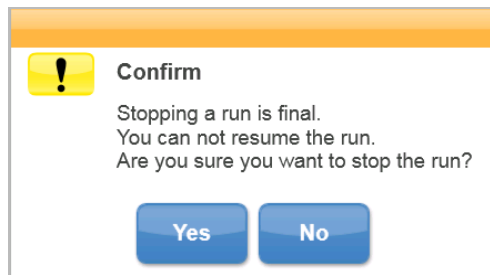 Confirm
Stopping a run is final.
You can not resume the run.
Are you sure you want to stop the run?
Yes
No